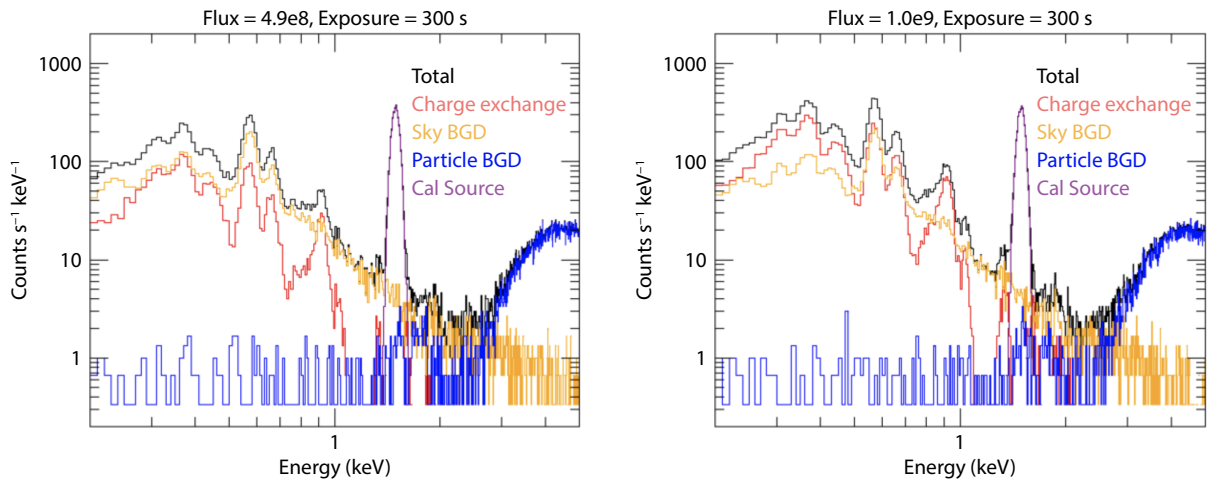 Flux = 4.9e8, Exposure = 300 s
1000
100
10
1
Counts s⁻¹ keV⁻¹
Total
Charge exchange
Sky BGD
Particle BGD
Cal Source
1
Energy (keV)
Flux = 1.0e9, Exposure = 300 s
1000
100
10
1
Counts s⁻¹ keV⁻¹
Total
Charge exchange
Sky BGD
Particle BGD
Cal Source
1
Energy (keV)